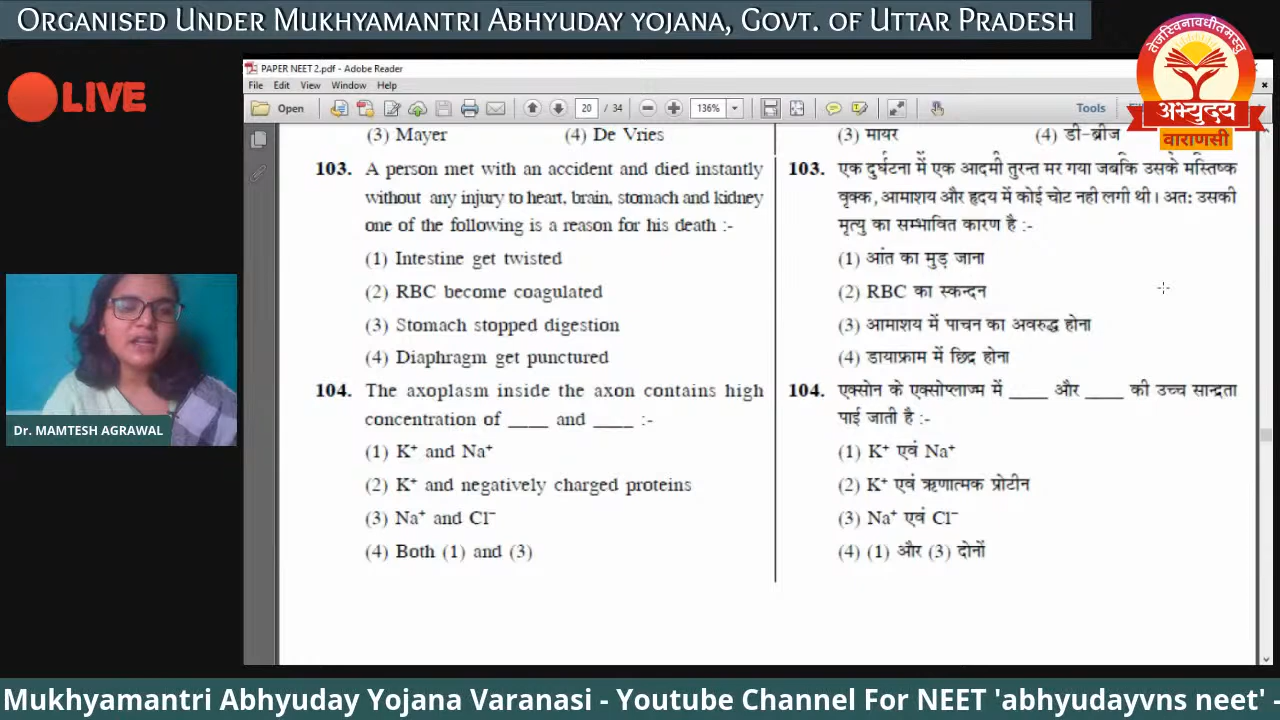 ORGANISED UNDER MUKHYAMANTRI ABHYUDAY YOJANA, GOVT. OF UTTAR PRADESH
तेजस्विनावधीतमस्तु
अभ्युदय
वाराणसी
LIVE
PAPER NEET 2.pdf - Adobe Reader
File Edit View Window Help
Open 20 / 34 136% Tools
(3) Mayer (4) De Vries
103. A person met with an accident and died instantly
without any injury to heart, brain, stomach and kidney
one of the following is a reason for his death :-
(1) Intestine get twisted
(2) RBC become coagulated
(3) Stomach stopped digestion
(4) Diaphragm get punctured
104. The axoplasm inside the axon contains high
concentration of ____ and ____ :-
(1) K⁺ and Na⁺
(2) K⁺ and negatively charged proteins
(3) Na⁺ and Cl⁻
(4) Both (1) and (3)
(3) मायर (4) डी-ब्रीज
103. एक दुर्घटना में एक आदमी तुरन्त मर गया जबकि उसके मस्तिष्क
वृक्क, आमाशय और हृदय में कोई चोट नही लगी थी। अत: उसकी
मृत्यु का सम्भावित कारण है :-
(1) आंत का मुड़ जाना
(2) RBC का स्कन्दन
(3) आमाशय में पाचन का अवरुद्ध होना
(4) डायाफ्राम में छिद्र होना
104. एक्सोन के एक्सोप्लाज्म में ____ और ____ की उच्च सान्द्रता
पाई जाती है :-
(1) K⁺ एवं Na⁺
(2) K⁺ एवं ऋणात्मक प्रोटीन
(3) Na⁺ एवं Cl⁻
(4) (1) और (3) दोनों
Dr. MAMTESH AGRAWAL
Mukhyamantri Abhyuday Yojana Varanasi - Youtube Channel For NEET 'abhyudayvns neet' -